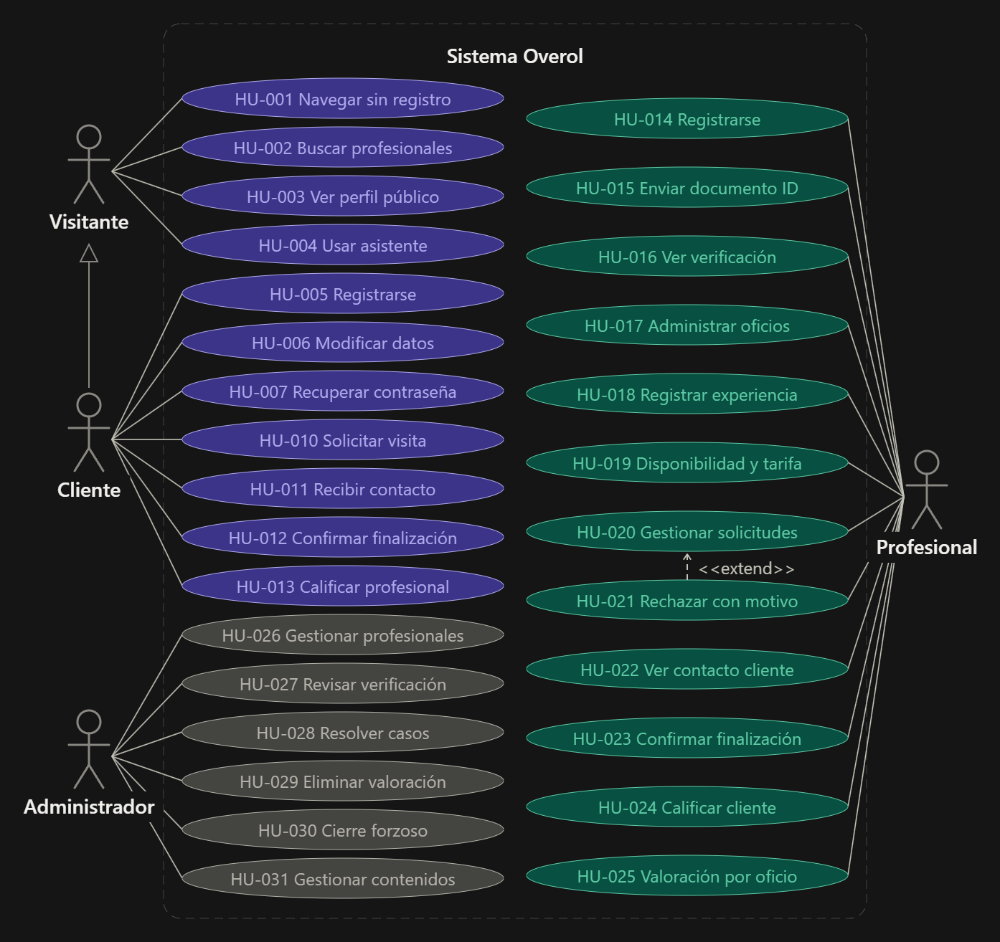 Sistema Overol
HU-001 Navegar sin registro
HU-002 Buscar profesionales
HU-003 Ver perfil público
HU-004 Usar asistente
HU-005 Registrarse
HU-006 Modificar datos
HU-007 Recuperar contraseña
HU-010 Solicitar visita
HU-011 Recibir contacto
HU-012 Confirmar finalización
HU-013 Calificar profesional
HU-026 Gestionar profesionales
HU-027 Revisar verificación
HU-028 Resolver casos
HU-029 Eliminar valoración
HU-030 Cierre forzoso
HU-031 Gestionar contenidos
HU-014 Registrarse
HU-015 Enviar documento ID
HU-016 Ver verificación
HU-017 Administrar oficios
HU-018 Registrar experiencia
HU-019 Disponibilidad y tarifa
HU-020 Gestionar solicitudes
<<extend>>
HU-021 Rechazar con motivo
HU-022 Ver contacto cliente
HU-023 Confirmar finalización
HU-024 Calificar cliente
HU-025 Valoración por oficio
Visitante
Cliente
Administrador
Profesional